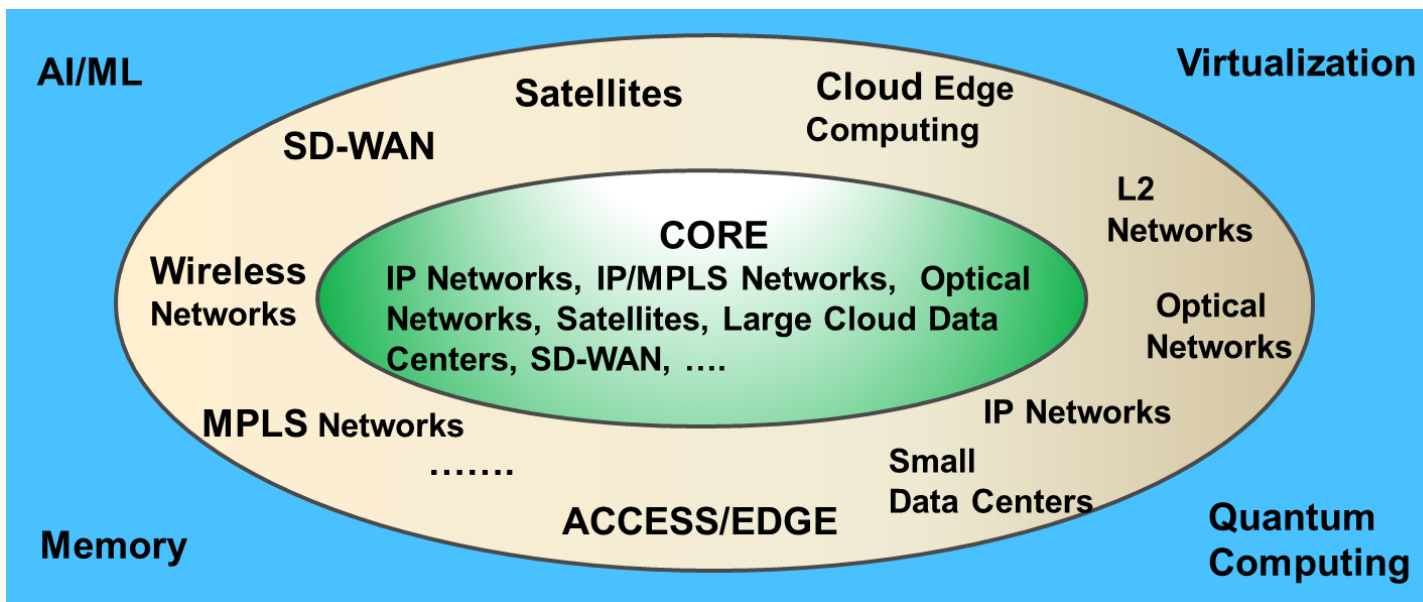 AI/ML
Virtualization
Satellites
Cloud Edge
Computing
SD-WAN
L2
Networks
CORE
IP Networks, IP/MPLS Networks, Optical
Networks, Satellites, Large Cloud Data
Centers, SD-WAN, ....
Wireless
Networks
Optical
Networks
MPLS Networks
.......
IP Networks
Small
Data Centers
ACCESS/EDGE
Memory
Quantum
Computing